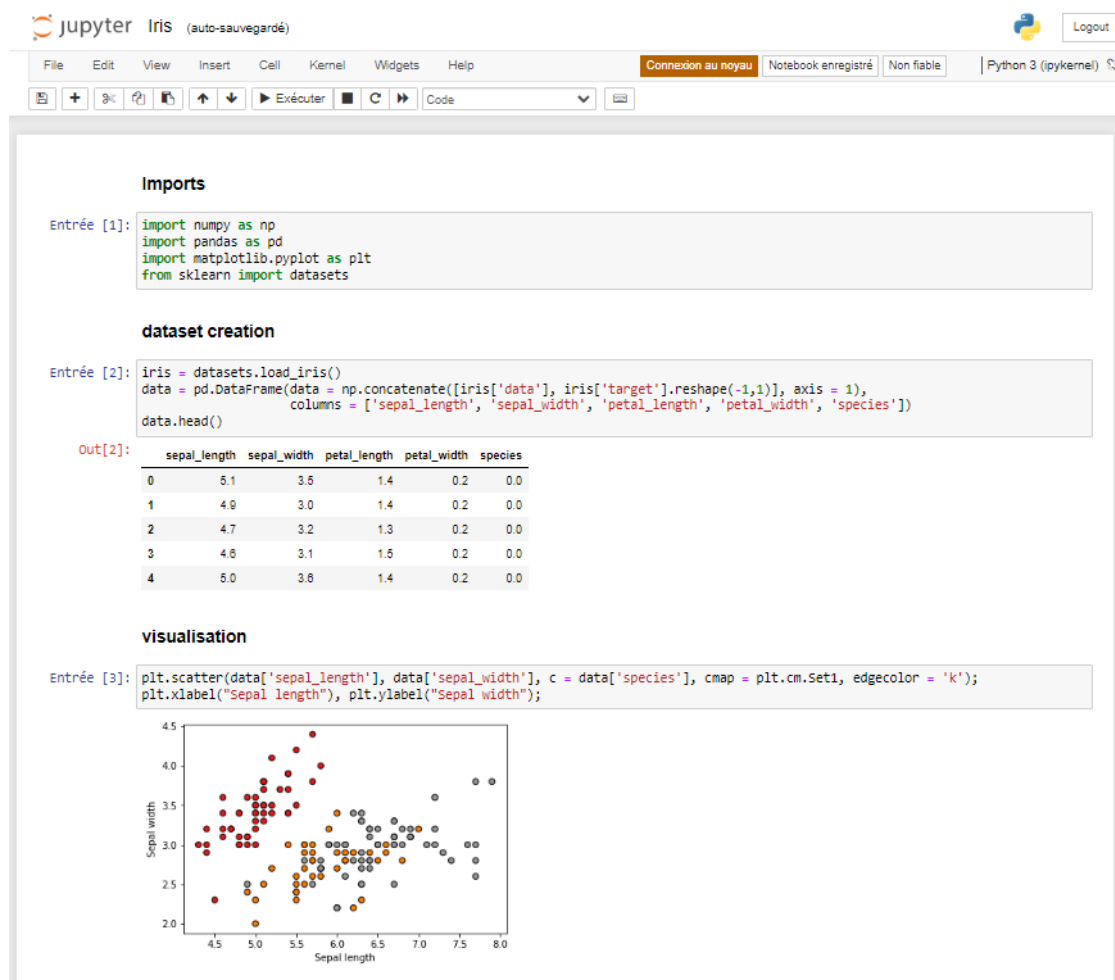 jupyter Iris (auto-sauvegardé)
Logout
File Edit View Insert Cell Kernel Widgets Help
Connexion au noyau Notebook enregistré Non fiable Python 3 (ipykernel)
Exécuter Code
Imports
Entrée [1]: import numpy as np
import pandas as pd
import matplotlib.pyplot as plt
from sklearn import datasets
dataset creation
Entrée [2]: iris = datasets.load_iris()
data = pd.DataFrame(data = np.concatenate([iris['data'], iris['target'].reshape(-1,1)], axis = 1),
columns = ['sepal_length', 'sepal_width', 'petal_length', 'petal_width', 'species'])
data.head()
Out[2]:
sepal_length sepal_width petal_length petal_width species
0 5.1 3.5 1.4 0.2 0.0
1 4.9 3.0 1.4 0.2 0.0
2 4.7 3.2 1.3 0.2 0.0
3 4.6 3.1 1.5 0.2 0.0
4 5.0 3.6 1.4 0.2 0.0
visualisation
Entrée [3]: plt.scatter(data['sepal_length'], data['sepal_width'], c = data['species'], cmap = plt.cm.Set1, edgecolor = 'k');
plt.xlabel("Sepal length"), plt.ylabel("Sepal width");
4.5
4.0
3.5
3.0
2.5
2.0
Sepal width
4.5 5.0 5.5 6.0 6.5 7.0 7.5 8.0
Sepal length